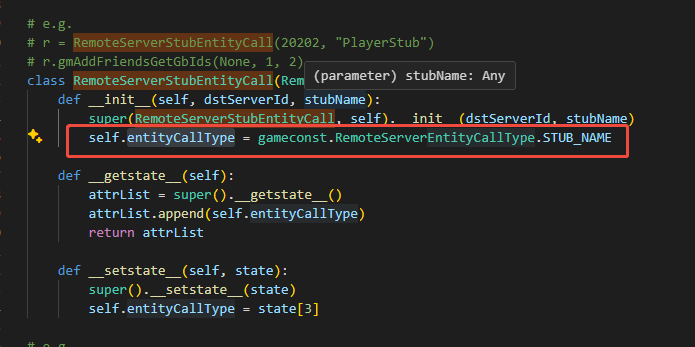 # e.g.
# r = RemoteServerStubEntityCall(20202, "PlayerStub")
# r.gmAddFriendsGetGbIds(None, 1, 2)
(parameter) stubName: Any
class RemoteServerStubEntityCall(Re
def __init__(self, dstServerId, stubName):
super(RemoteServerStubEntityCall, self).__init__(dstServerId, stubName)
self.entityCallType = gameconst.RemoteServerEntityCallType.STUB_NAME
def __getstate__(self):
attrList = super().__getstate__()
attrList.append(self.entityCallType)
return attrList
def __setstate__(self, state):
super().__setstate__(state)
self.entityCallType = state[3]
# e.g.